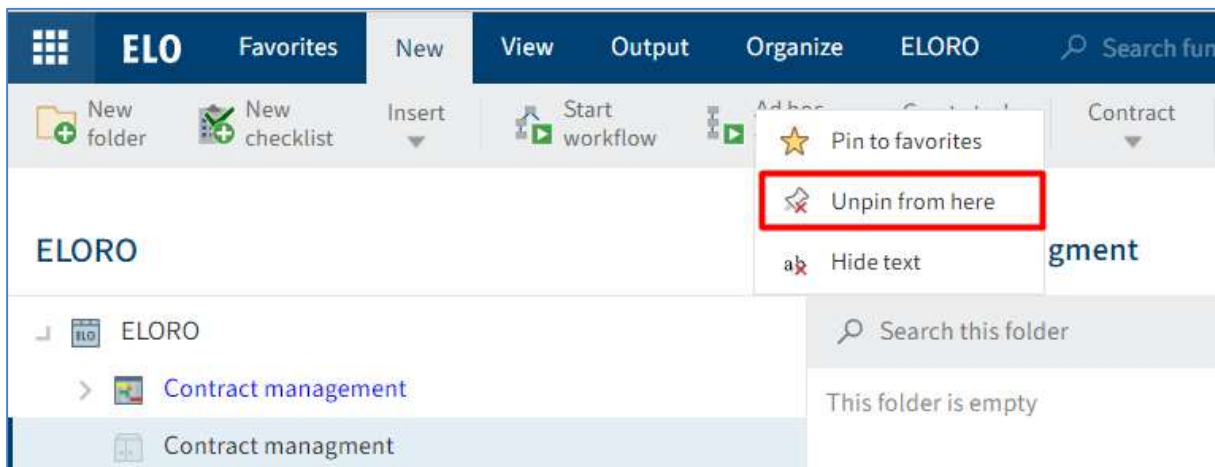 ELO Favorites New View Output Organize ELORO Search fun
New folder
New checklist
Insert
Start workflow
Ad hoc
Contract
Pin to favorites
Unpin from here
Hide text
ELORO
gment
ELORO
Search this folder
Contract management
This folder is empty
Contract managment